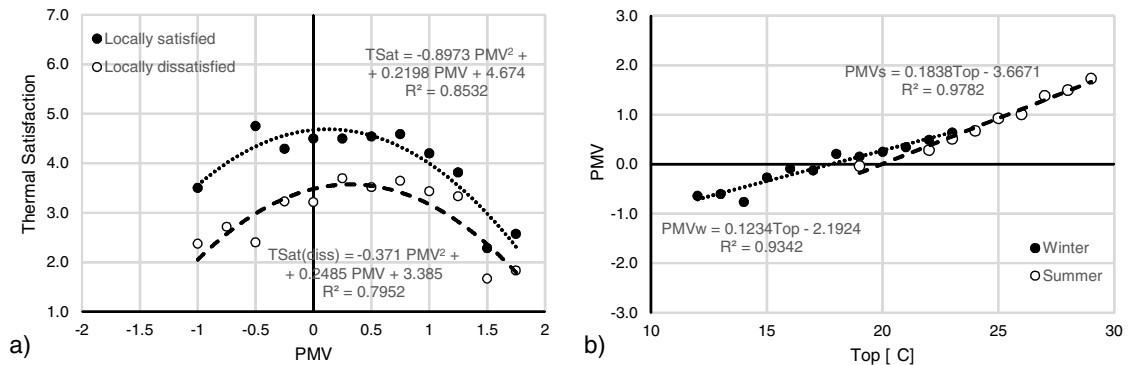 7.0
6.0
5.0
4.0
3.0
2.0
1.0
Thermal Satisfaction
Locally satisfied
Locally dissatisfied
TSat = -0.8973 PMV² +
+ 0.2198 PMV + 4.674
R² = 0.8532
TSat(diss) = -0.371 PMV² +
+ 0.2485 PMV + 3.385
R² = 0.7952
-2 -1.5 -1 -0.5 0 0.5 1 1.5 2
PMV
a)
3.0
2.0
1.0
0.0
-1.0
-2.0
-3.0
PMV
PMVs = 0.1838Top - 3.6671
R² = 0.9782
PMVw = 0.1234Top - 2.1924
R² = 0.9342
Winter
Summer
10 15 20 25 30
Top [ C]
b)